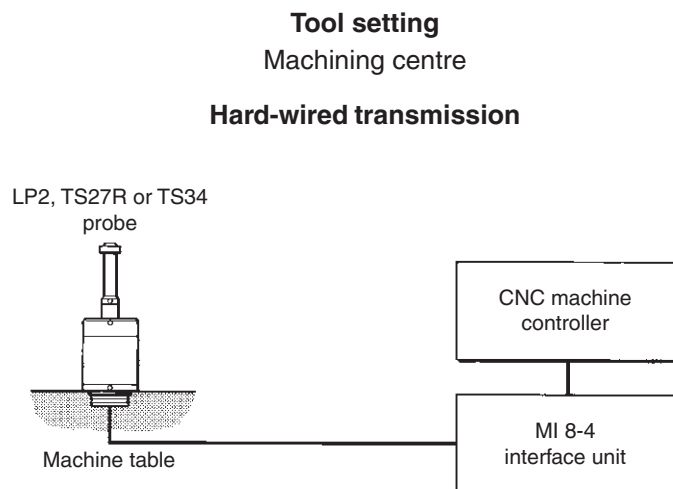 Tool setting
Machining centre
Hard-wired transmission
LP2, TS27R or TS34
probe
CNC machine
controller
MI 8-4
interface unit
Machine table